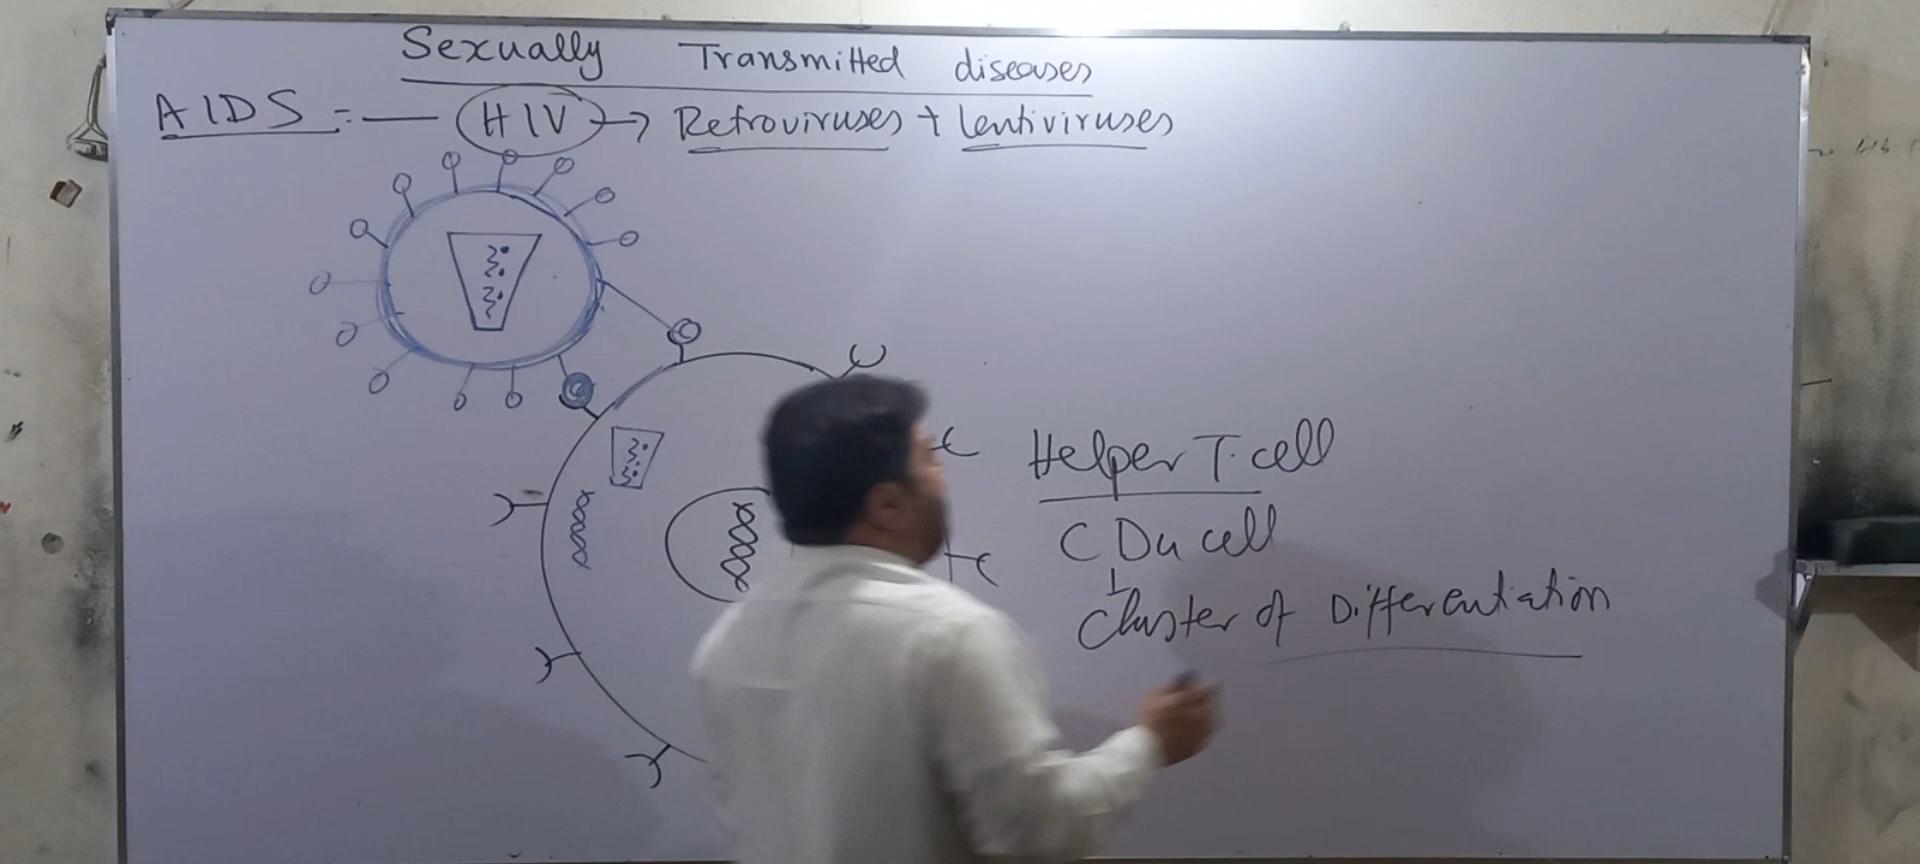 Sexually Transmitted diseases
AIDS :— HIV → Retroviruses + Lentiviruses
Helper T.cell
CD4 cell
Cluster of Differentiation